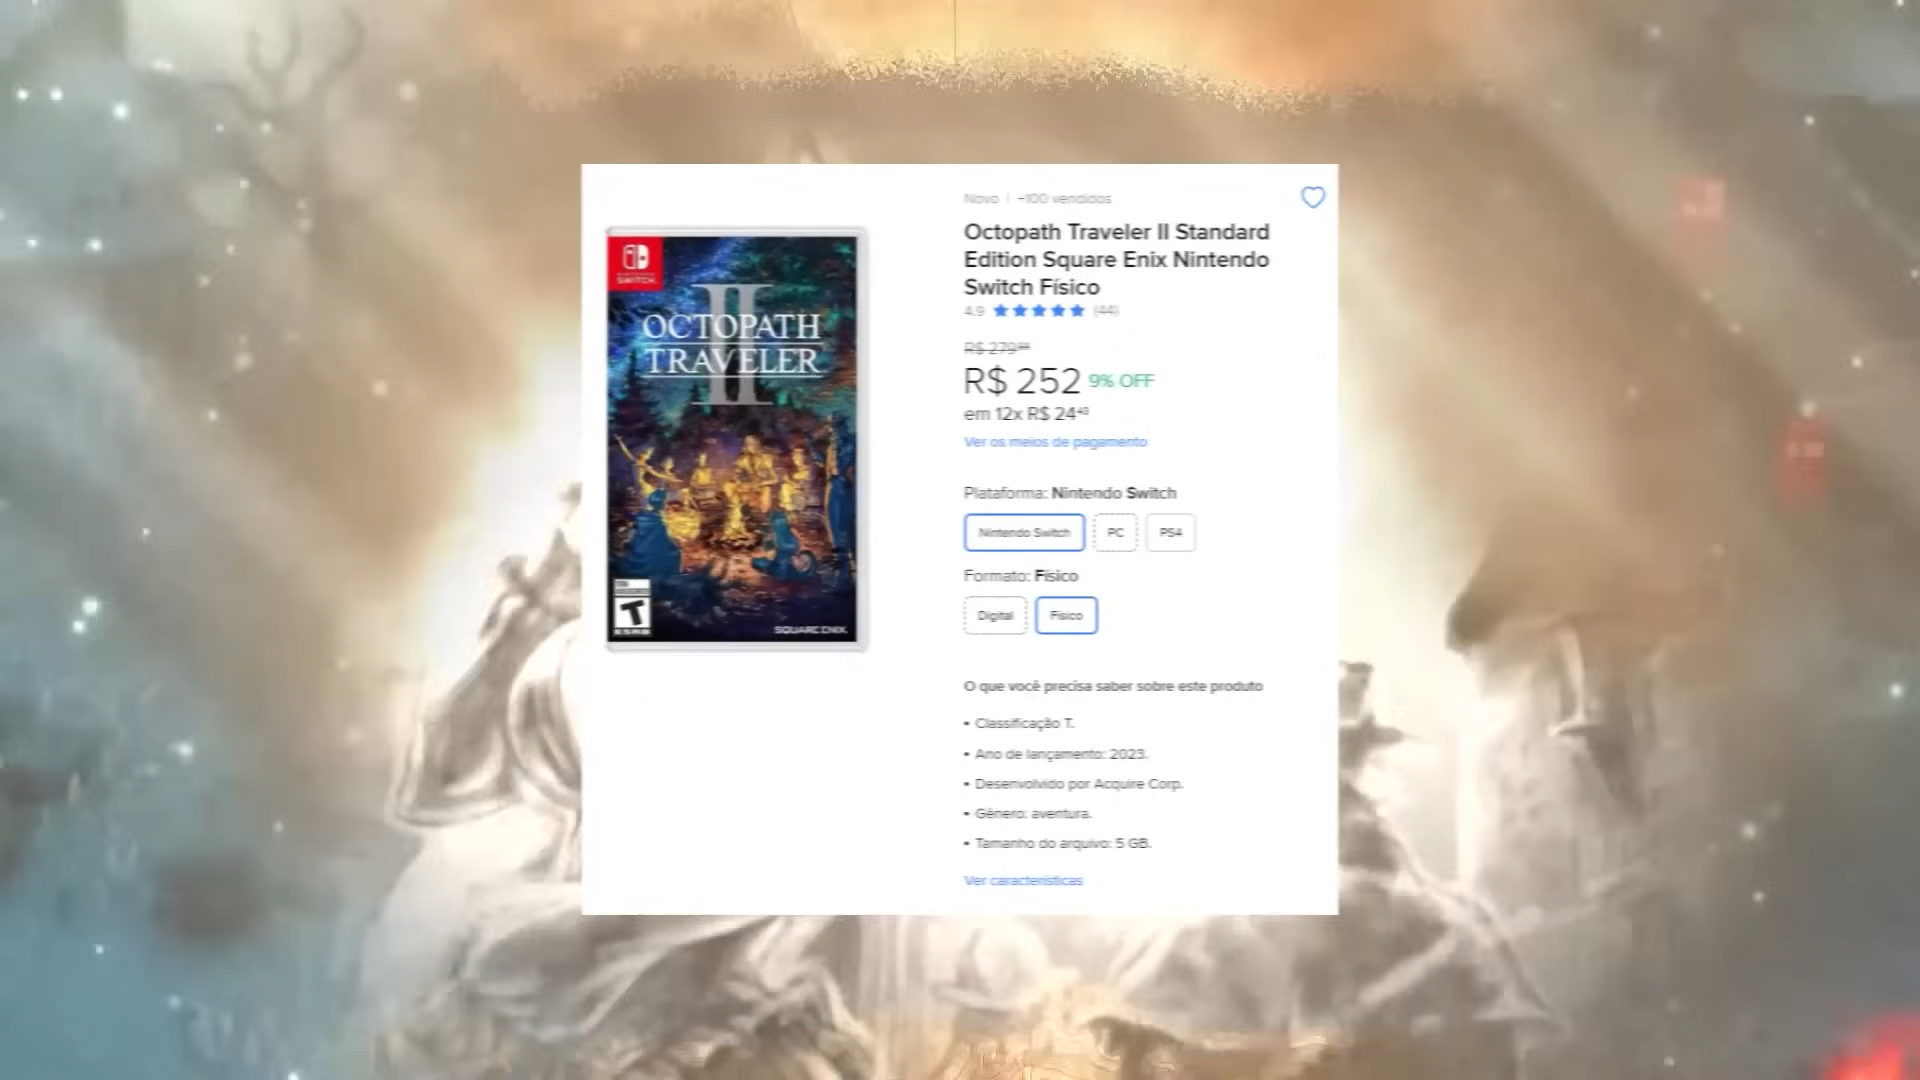 Novo | +100 vendidos
Octopath Traveler II Standard
Edition Square Enix Nintendo
Switch Físico
4.9 (44)
R$ 279
R$ 252 9% OFF
em 12x R$ 24
Ver os meios de pagamento
Plataforma: Nintendo Switch
Nintendo Switch PC PS4
Formato: Físico
Digital Físico
O que você precisa saber sobre este produto
• Classificação T.
• Ano de lançamento: 2023.
• Desenvolvido por Acquire Corp.
• Gênero: aventura.
• Tamanho do arquivo: 5 GB.
Ver características
NINTENDO
SWITCH
II
OCTOPATH
TRAVELER
T
ESRB
SQUARE ENIX